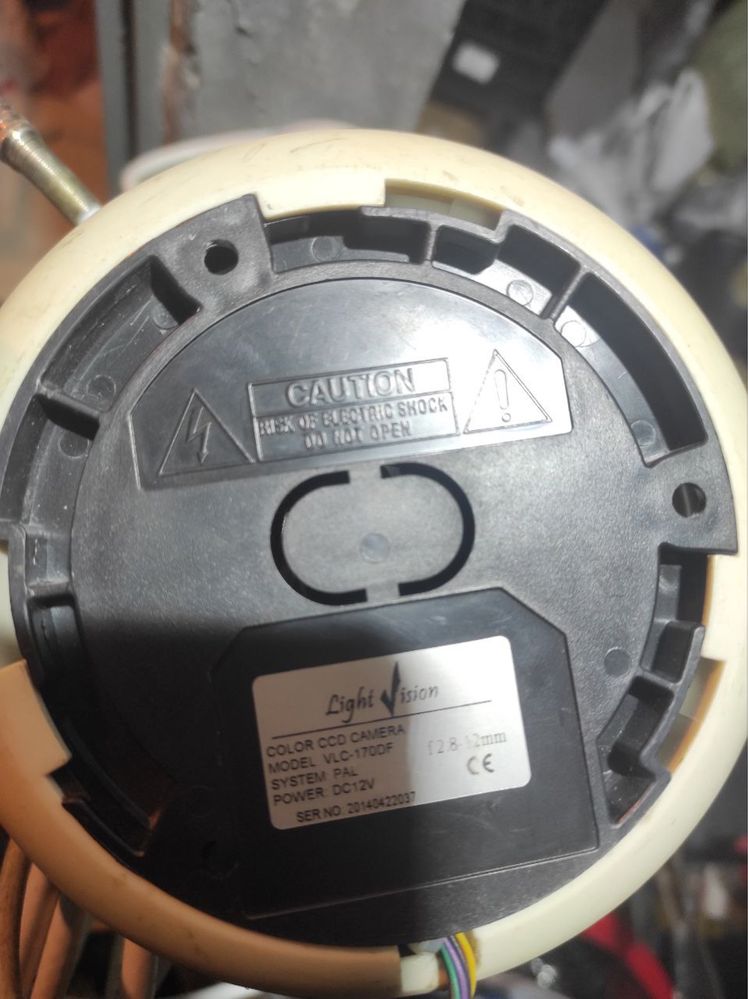 CAUTION
RISK OF ELECTRIC SHOCK
DO NOT OPEN
Light Vision
COLOR CCD CAMERA
MODEL: VLC-170DF f2.8-12mm
SYSTEM: PAL
POWER: DC12V CE
SER NO. 20140422037